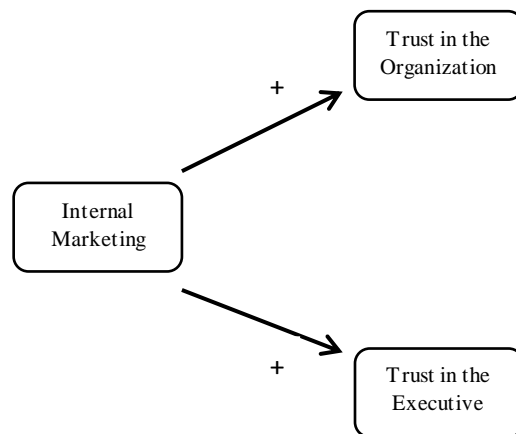 Trust in the
Organization
+
Internal
Marketing
+
Trust in the
Executive